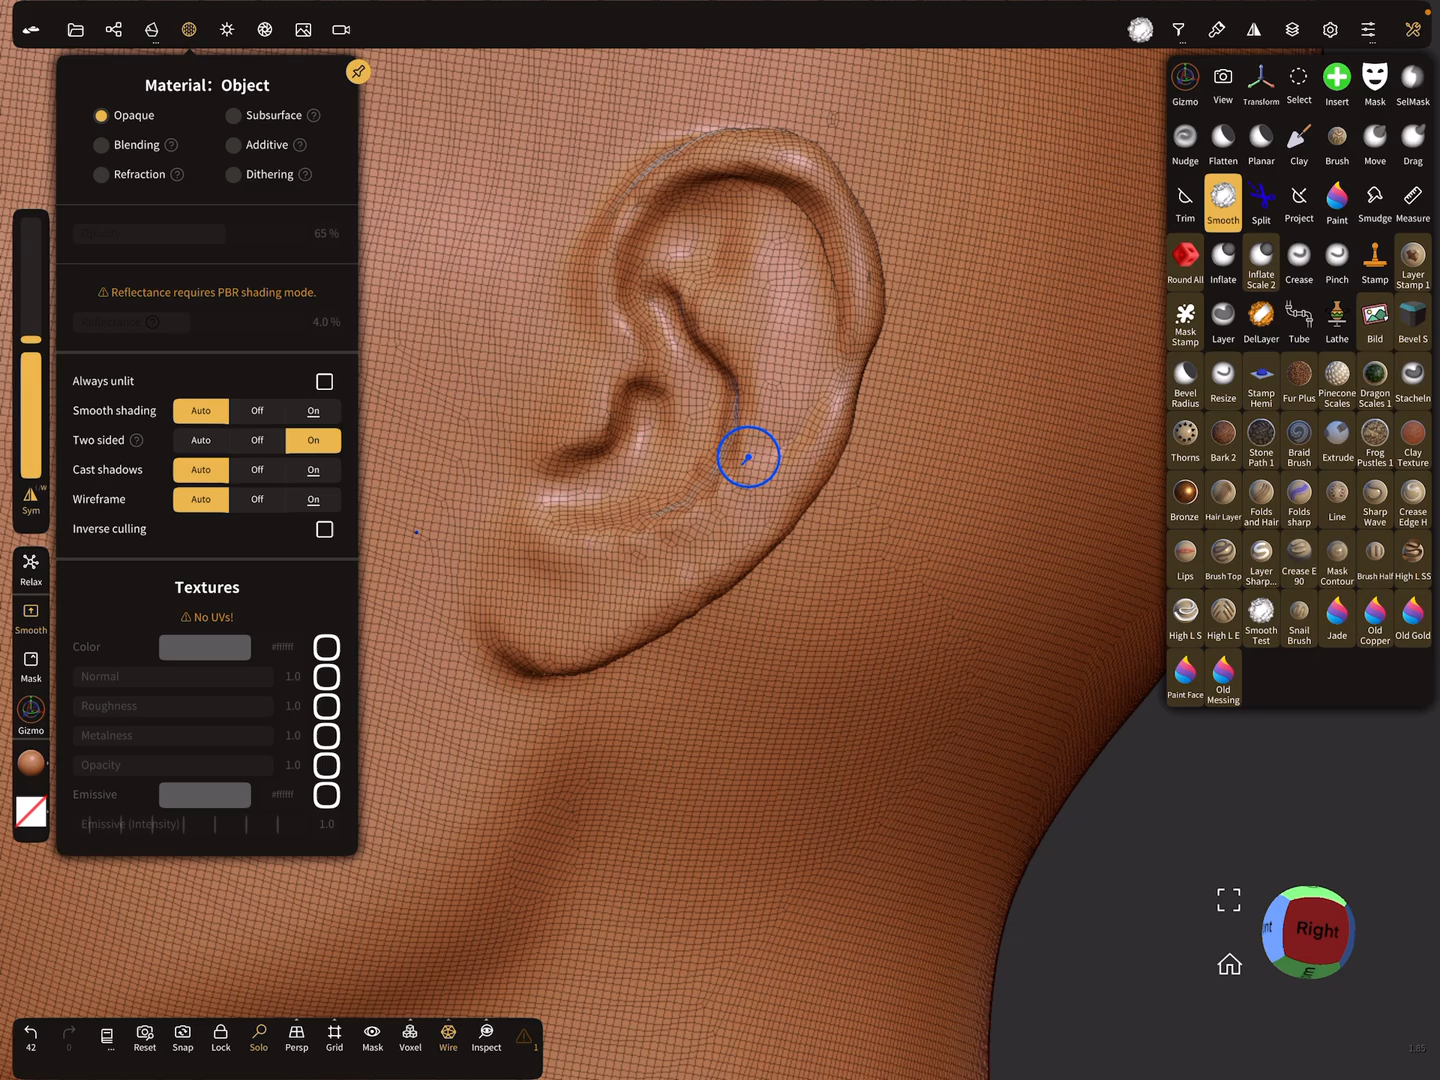 Material: Object
Opaque
Subsurface ?
Blending ?
Additive ?
Refraction ?
Dithering ?
Opacity 65 %
Reflectance requires PBR shading mode.
Reflectance ? 4.0 %
Always unlit
Smooth shading Auto Off On
Two sided ? Auto Off On
Cast shadows Auto Off On
Wireframe Auto Off On
Inverse culling
Textures
No UVs!
Color #ffffff
Normal 1.0
Roughness 1.0
Metalness 1.0
Opacity 1.0
Emissive #ffffff
Emissive (Intensity) 1.0
Sym
Relax
Smooth
Mask
Gizmo
Gizmo View Transform Select Insert Mask SelMask
Nudge Flatten Planar Clay Brush Move Drag
Trim Smooth Split Project Paint Smudge Measure
Round All Inflate Inflate Scale 2 Crease Pinch Stamp Layer Stamp 1
Mask Stamp Layer DelLayer Tube Lathe Bild Bevel S
Bevel Radius Resize Stamp Hemi Fur Plus Pinecone Scales Dragon Scales 1 Stacheln
Thorns Bark 2 Stone Path 1 Braid Brush Extrude Frog Pustles 1 Clay Texture
Bronze Hair Layer Folds and Hair Folds sharp Line Sharp Wave Crease Edge H
Lips Brush Top Layer Sharp... Crease E 90 Mask Contour Brush Half High L SS
High L S High L E Smooth Test Snail Brush Jade Old Copper Old Gold
Paint Face Old Messing
Right
42 0 ... Reset Snap Lock Solo Persp Grid Mask Voxel Wire Inspect 1
1.85